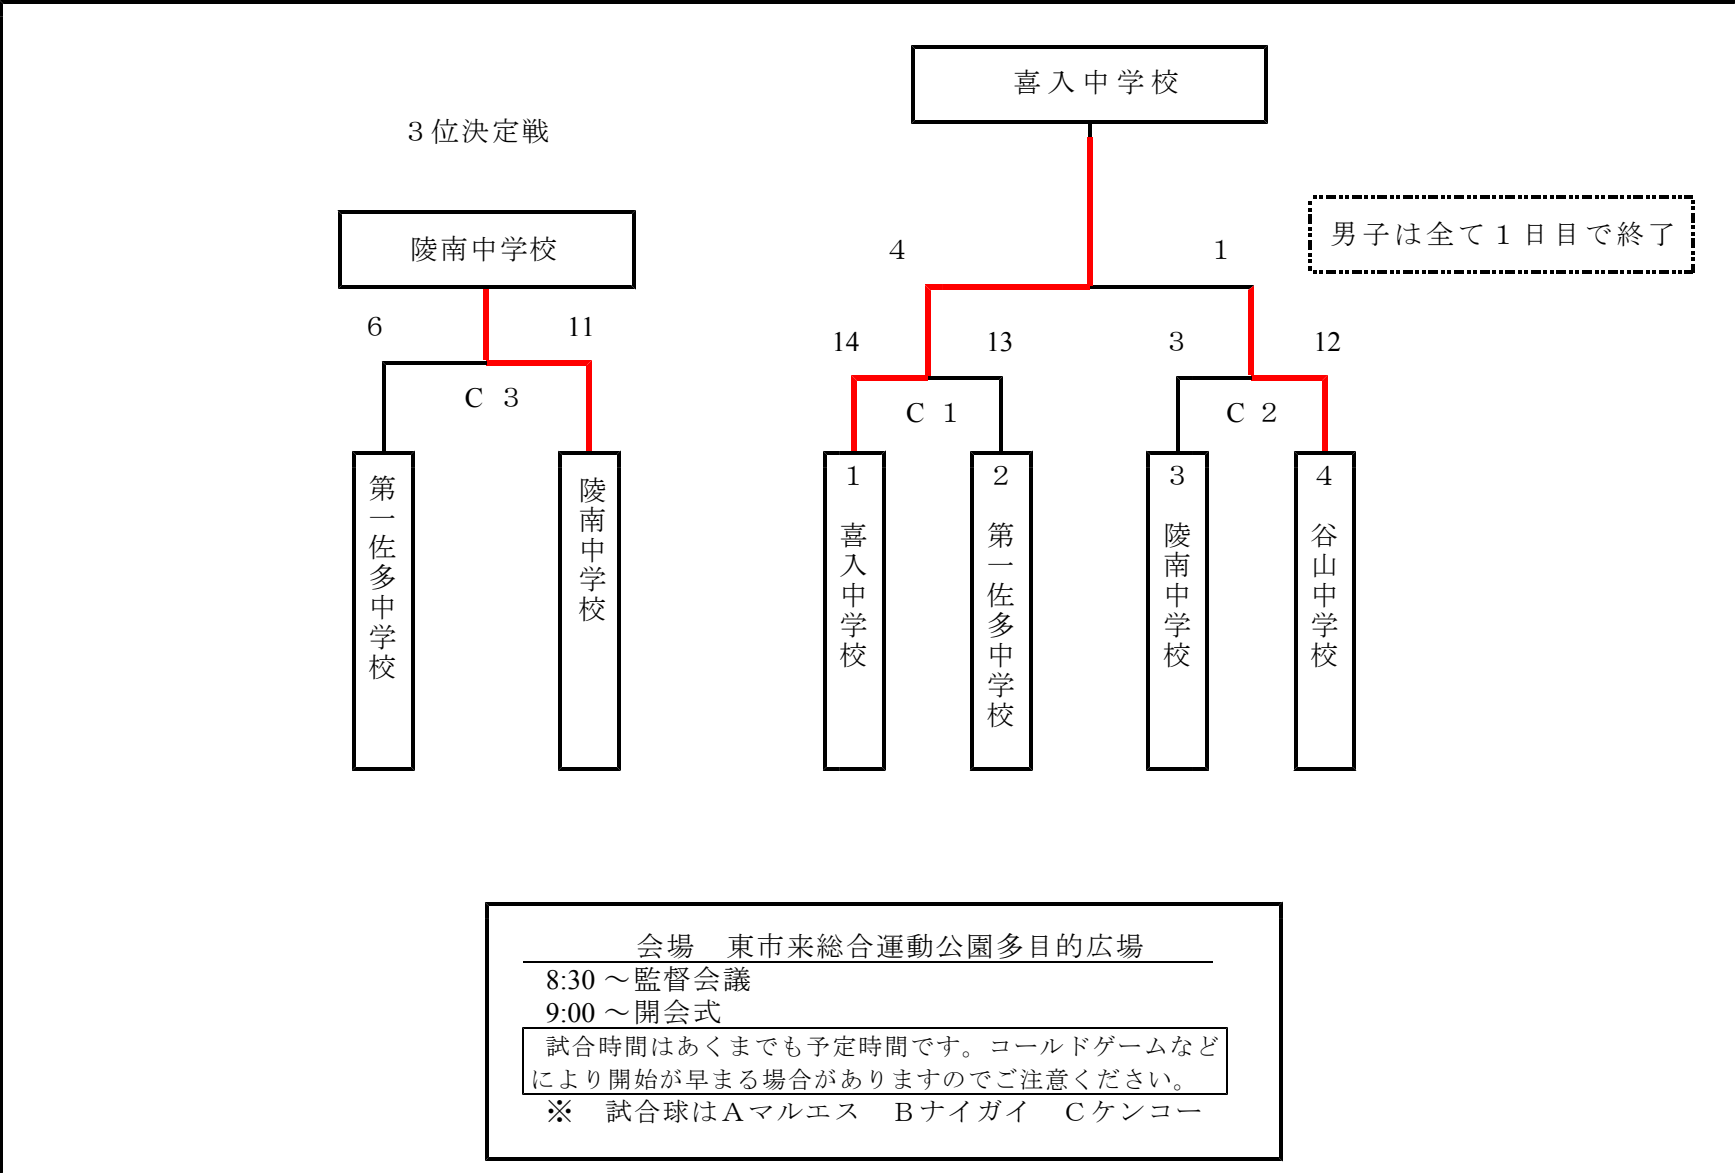 喜入中学校
３位決定戦
男子は全て１日目で終了
陵南中学校
4
1
6
11
14
13
3
12
C 3
C 1
C 2
第一佐多中学校
陵南中学校
1 喜入中学校
2 第一佐多中学校
3 陵南中学校
4 谷山中学校
会場　東市来総合運動公園多目的広場
8:30 ～監督会議
9:00 ～開会式
試合時間はあくまでも予定時間です。コールドゲームなど
により開始が早まる場合がありますのでご注意ください。
※　試合球はＡマルエス　Ｂナイガイ　Ｃケンコー